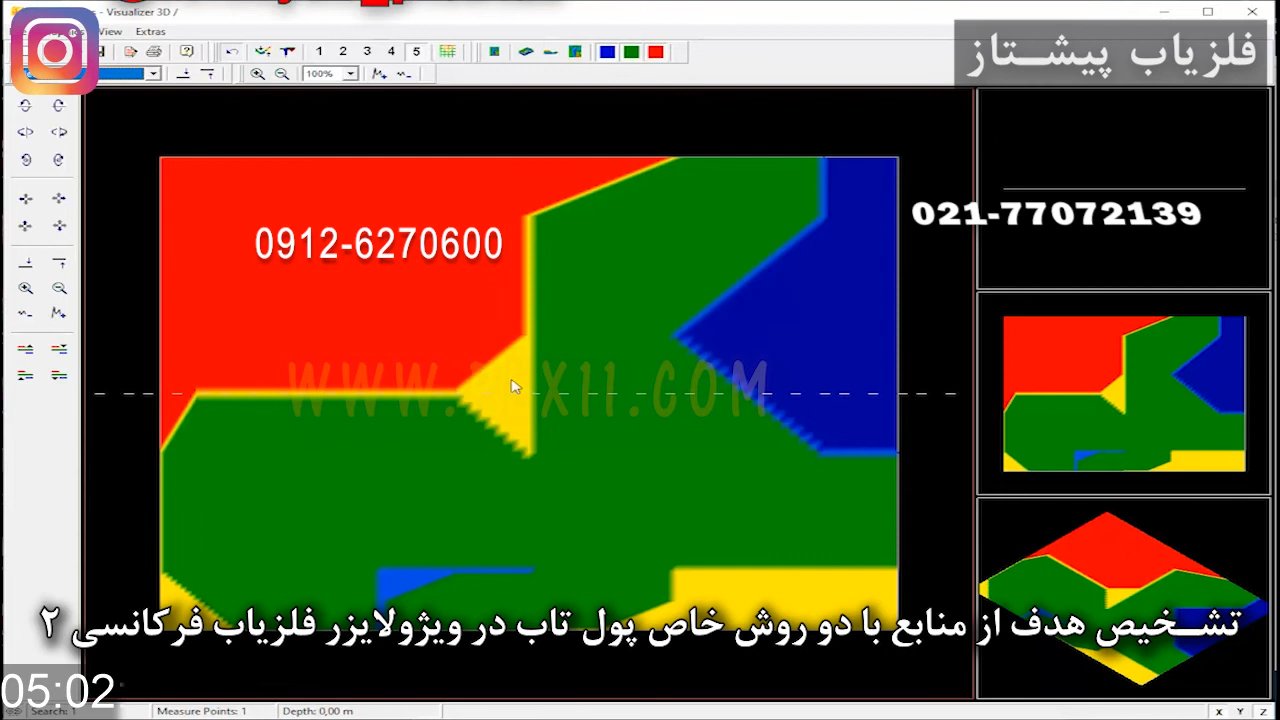 - Visualizer 3D /
View Extras
فلزیاب پیشتاز
1 2 3 4 5
100%
021-77072139
0912-6270600
تشخیص هدف از منابع با دو روش خاص پول تاب در ویژولایزر فلزیاب فرکانسی ۲
05:02
Search: 1 Measure Points: 1 Depth: 0,00 m X Y Z